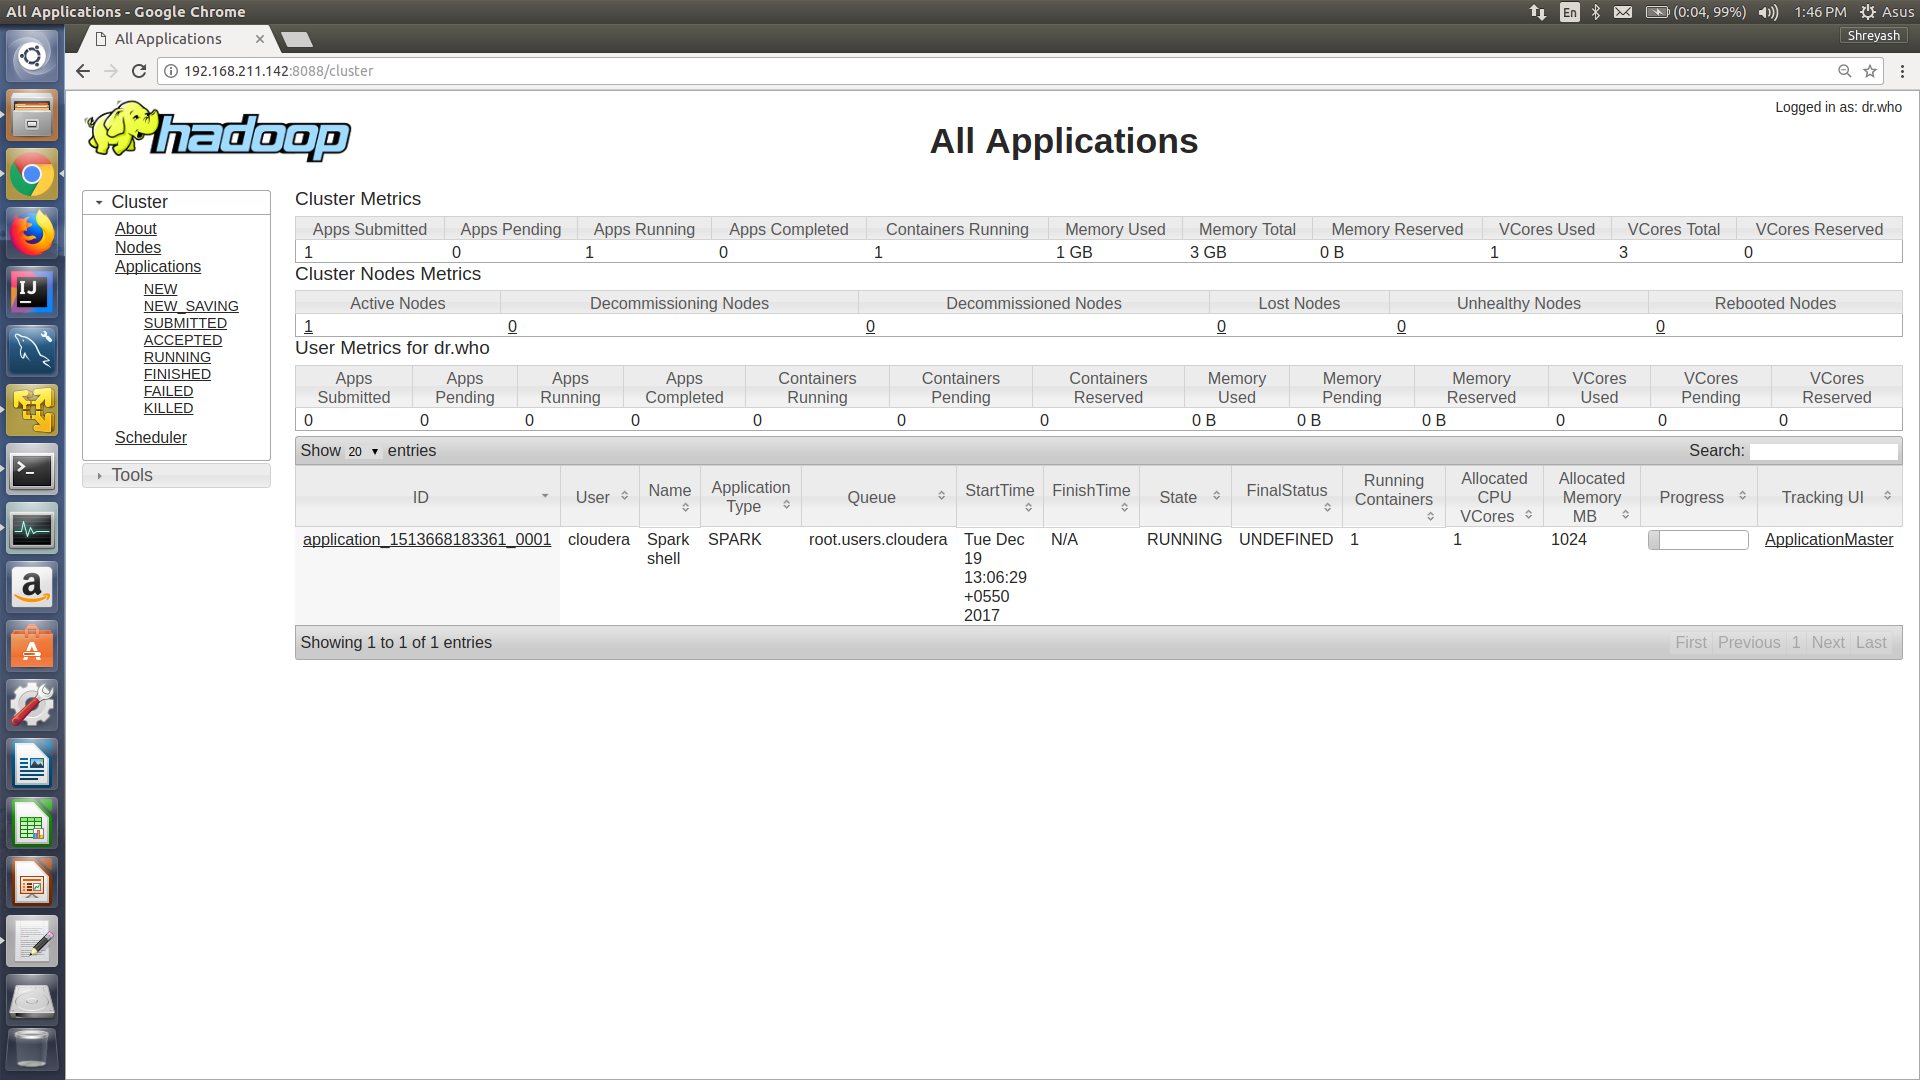 All Applications - Google Chrome
En (0:04, 99%) 1:46 PM Asus
All Applications
Shreyash
192.168.211.142:8088/cluster
hadoop
Logged in as: dr.who
All Applications
Cluster
About
Nodes
Applications
NEW
NEW_SAVING
SUBMITTED
ACCEPTED
RUNNING
FINISHED
FAILED
KILLED
Scheduler
Tools
Cluster Metrics
Apps Submitted Apps Pending Apps Running Apps Completed Containers Running Memory Used Memory Total Memory Reserved VCores Used VCores Total VCores Reserved
1 0 1 0 1 1 GB 3 GB 0 B 1 3 0
Cluster Nodes Metrics
Active Nodes Decommissioning Nodes Decommissioned Nodes Lost Nodes Unhealthy Nodes Rebooted Nodes
1 0 0 0 0 0
User Metrics for dr.who
Apps Apps Apps Apps Containers Containers Containers Memory Memory Memory VCores VCores VCores
Submitted Pending Running Completed Running Pending Reserved Used Pending Reserved Used Pending Reserved
0 0 0 0 0 0 0 0 B 0 B 0 B 0 0 0
Show 20 entries Search:
ID User Name Application Type Queue StartTime FinishTime State FinalStatus Running Containers Allocated CPU VCores Allocated Memory MB Progress Tracking UI
application_1513668183361_0001 cloudera Spark SPARK root.users.cloudera Tue Dec N/A RUNNING UNDEFINED 1 1 1024 ApplicationMaster
shell 19
13:06:29
+0550
2017
Showing 1 to 1 of 1 entries First Previous 1 Next Last